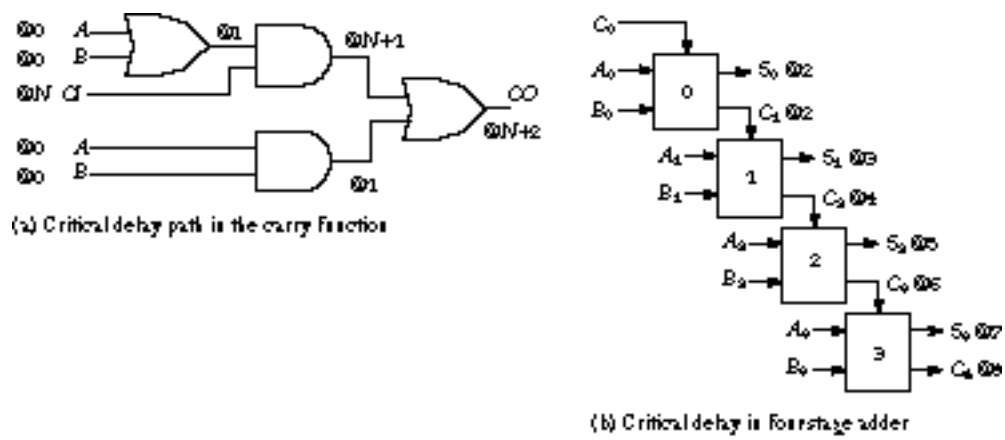 @0 A
@0 B
@1
@N+1
@N CI
CO
@N+2
@0 A
@0 B
@1
(a) Critical delay path in the carry function
C₀
A₀
B₀
0
S₀ @2
C₁ @2
A₁
B₁
1
S₁ @3
C₂ @4
A₂
B₂
2
S₂ @5
C₃ @6
A₃
B₃
3
S₃ @7
C₄ @8
(b) Critical delay in four stage adder